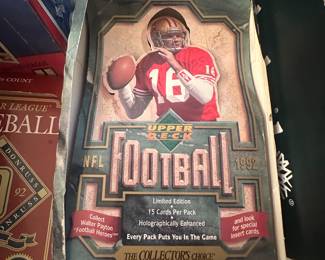 COUNT
R LEAGUE
EBALL
DONRUSS
92
DONRUSS
16
UPPER
DECK
NFL
FOOTBALL
1992
Limited Edition
15 Cards Per Pack
Holographically Enhanced
Every Pack Puts You In The Game
Collect
Walter Payton
"Football Heroes"
and look
for special
insert cards
THE COLLECTOR'S CHOICE